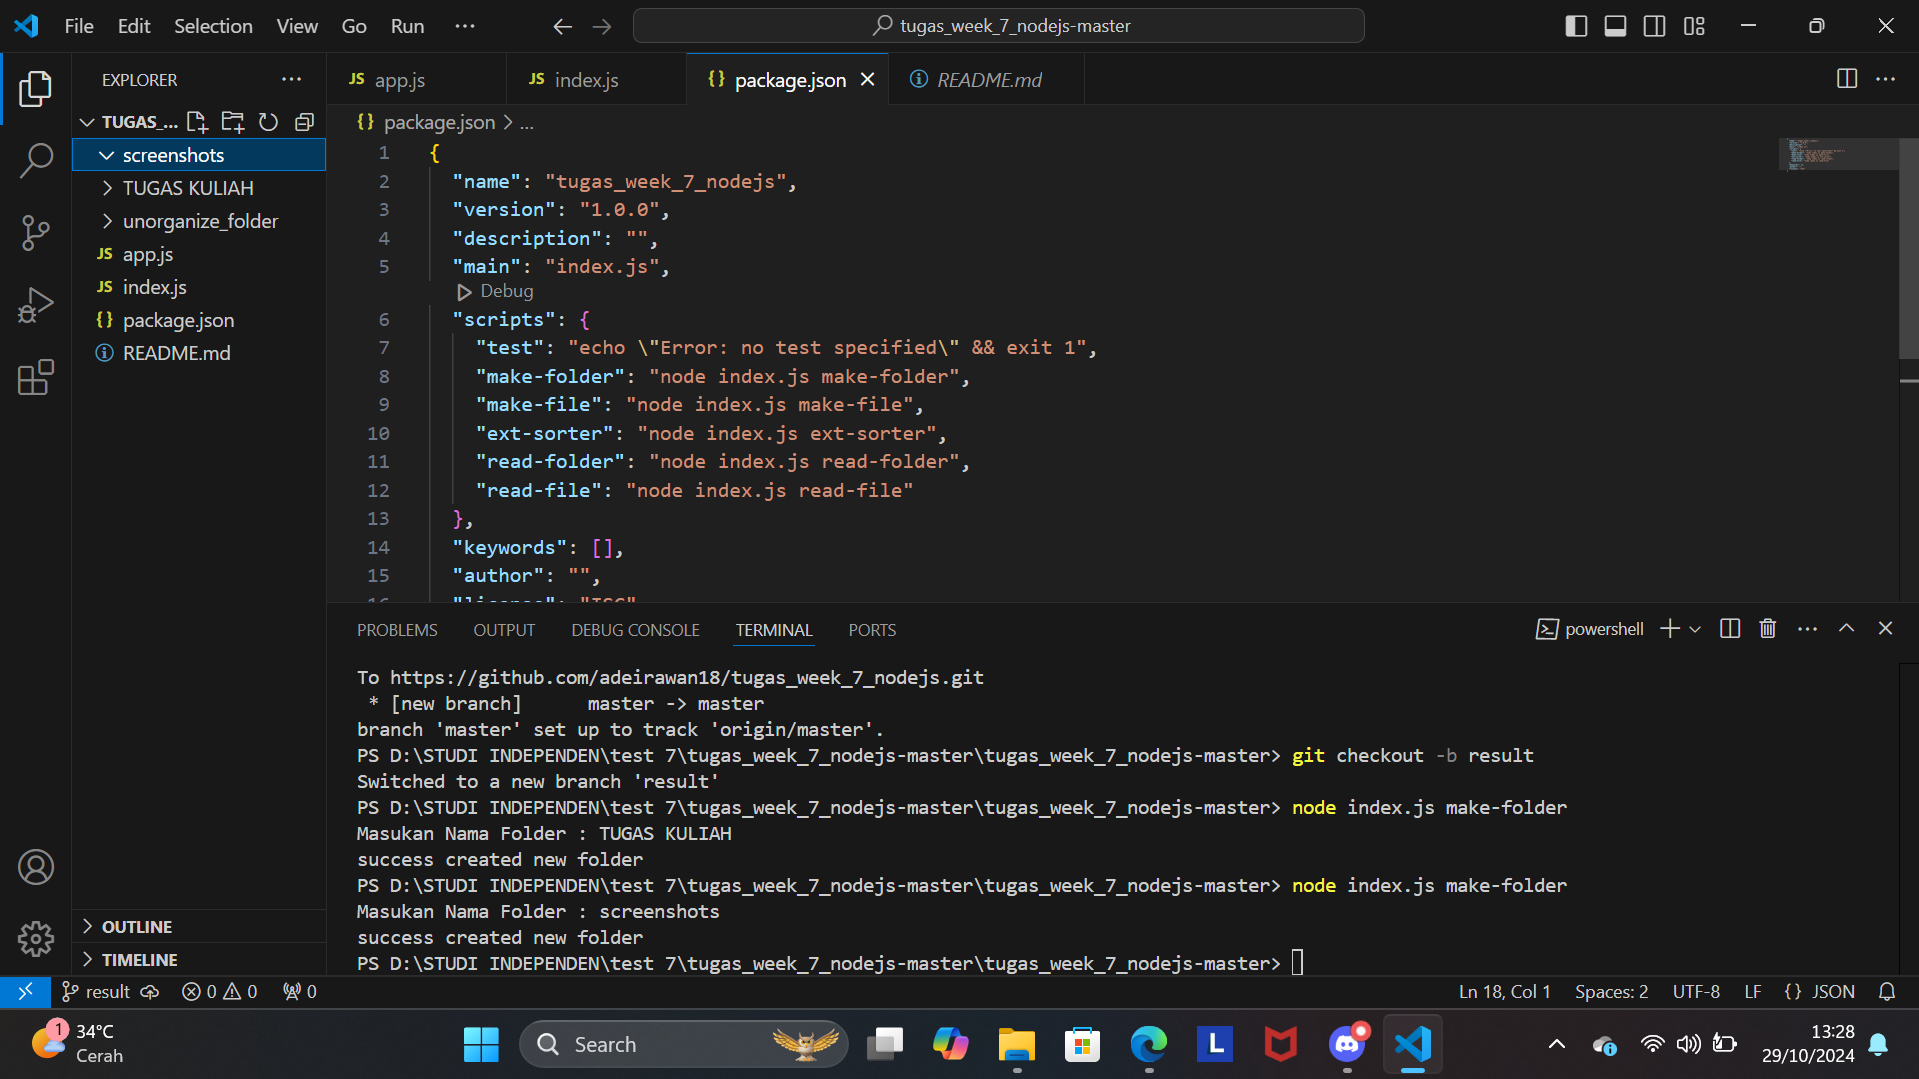 File Edit Selection View Go Run
tugas_week_7_nodejs-master
EXPLORER
TUGAS_...
screenshots
TUGAS KULIAH
unorganize_folder
JS app.js
JS index.js
{} package.json
README.md
OUTLINE
TIMELINE
JS app.js JS index.js {} package.json README.md
{} package.json > ...
1 {
2 "name": "tugas_week_7_nodejs",
3 "version": "1.0.0",
4 "description": "",
5 "main": "index.js",
Debug
6 "scripts": {
7 "test": "echo \"Error: no test specified\" && exit 1",
8 "make-folder": "node index.js make-folder",
9 "make-file": "node index.js make-file",
10 "ext-sorter": "node index.js ext-sorter",
11 "read-folder": "node index.js read-folder",
12 "read-file": "node index.js read-file"
13 },
14 "keywords": [],
15 "author": "",
16 "license": "ISC"
PROBLEMS OUTPUT DEBUG CONSOLE TERMINAL PORTS powershell
To https://github.com/adeirawan18/tugas_week_7_nodejs.git
* [new branch] master -> master
branch 'master' set up to track 'origin/master'.
PS D:\STUDI INDEPENDEN\test 7\tugas_week_7_nodejs-master\tugas_week_7_nodejs-master> git checkout -b result
Switched to a new branch 'result'
PS D:\STUDI INDEPENDEN\test 7\tugas_week_7_nodejs-master\tugas_week_7_nodejs-master> node index.js make-folder
Masukan Nama Folder : TUGAS KULIAH
success created new folder
PS D:\STUDI INDEPENDEN\test 7\tugas_week_7_nodejs-master\tugas_week_7_nodejs-master> node index.js make-folder
Masukan Nama Folder : screenshots
success created new folder
PS D:\STUDI INDEPENDEN\test 7\tugas_week_7_nodejs-master\tugas_week_7_nodejs-master>
result 0 0 0 Ln 18, Col 1 Spaces: 2 UTF-8 LF {} JSON
1 34°C
Cerah
Search
L
13:28
29/10/2024